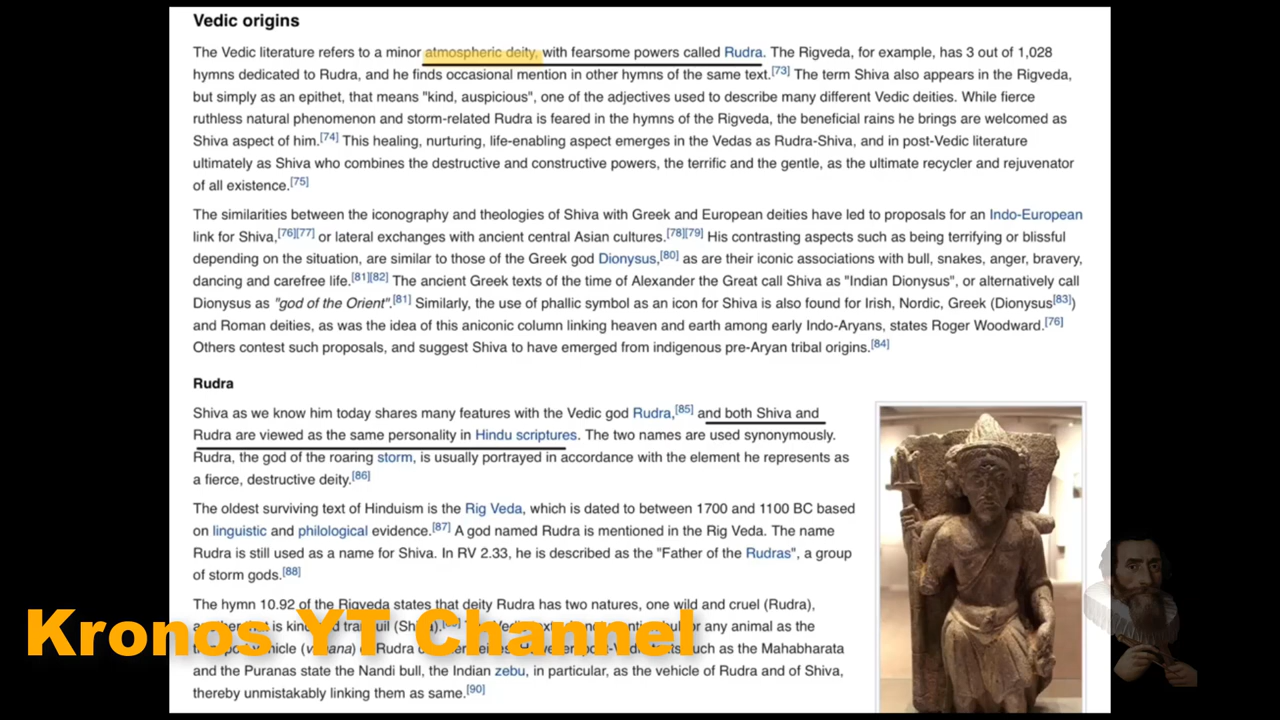 Vedic origins
The Vedic literature refers to a minor atmospheric deity, with fearsome powers called Rudra. The Rigveda, for example, has 3 out of 1,028
hymns dedicated to Rudra, and he finds occasional mention in other hymns of the same text.[73] The term Shiva also appears in the Rigveda,
but simply as an epithet, that means "kind, auspicious", one of the adjectives used to describe many different Vedic deities. While fierce
ruthless natural phenomenon and storm-related Rudra is feared in the hymns of the Rigveda, the beneficial rains he brings are welcomed as
Shiva aspect of him.[74] This healing, nurturing, life-enabling aspect emerges in the Vedas as Rudra-Shiva, and in post-Vedic literature
ultimately as Shiva who combines the destructive and constructive powers, the terrific and the gentle, as the ultimate recycler and rejuvenator
of all existence.[75]
The similarities between the iconography and theologies of Shiva with Greek and European deities have led to proposals for an Indo-European
link for Shiva,[76][77] or lateral exchanges with ancient central Asian cultures.[78][79] His contrasting aspects such as being terrifying or blissful
depending on the situation, are similar to those of the Greek god Dionysus,[80] as are their iconic associations with bull, snakes, anger, bravery,
dancing and carefree life.[81][82] The ancient Greek texts of the time of Alexander the Great call Shiva as "Indian Dionysus", or alternatively call
Dionysus as "god of the Orient".[81] Similarly, the use of phallic symbol as an icon for Shiva is also found for Irish, Nordic, Greek (Dionysus[83])
and Roman deities, as was the idea of this aniconic column linking heaven and earth among early Indo-Aryans, states Roger Woodward.[76]
Others contest such proposals, and suggest Shiva to have emerged from indigenous pre-Aryan tribal origins.[84]
Rudra
Shiva as we know him today shares many features with the Vedic god Rudra,[85] and both Shiva and
Rudra are viewed as the same personality in Hindu scriptures. The two names are used synonymously.
Rudra, the god of the roaring storm, is usually portrayed in accordance with the element he represents as
a fierce, destructive deity.[86]
The oldest surviving text of Hinduism is the Rig Veda, which is dated to between 1700 and 1100 BC based
on linguistic and philological evidence.[87] A god named Rudra is mentioned in the Rig Veda. The name
Rudra is still used as a name for Shiva. In RV 2.33, he is described as the "Father of the Rudras", a group
of storm gods.[88]
The hymn 10.92 of the Rigveda states that deity Rudra has two natures, one wild and cruel (Rudra),
is kind tranquil any animal as the
Rudra such as the Mahabharata
and the Puranas state the Nandi bull, the Indian zebu, in particular, as the vehicle of Rudra and of Shiva,
thereby unmistakably linking them as same.[90]
Kronos YT Channel